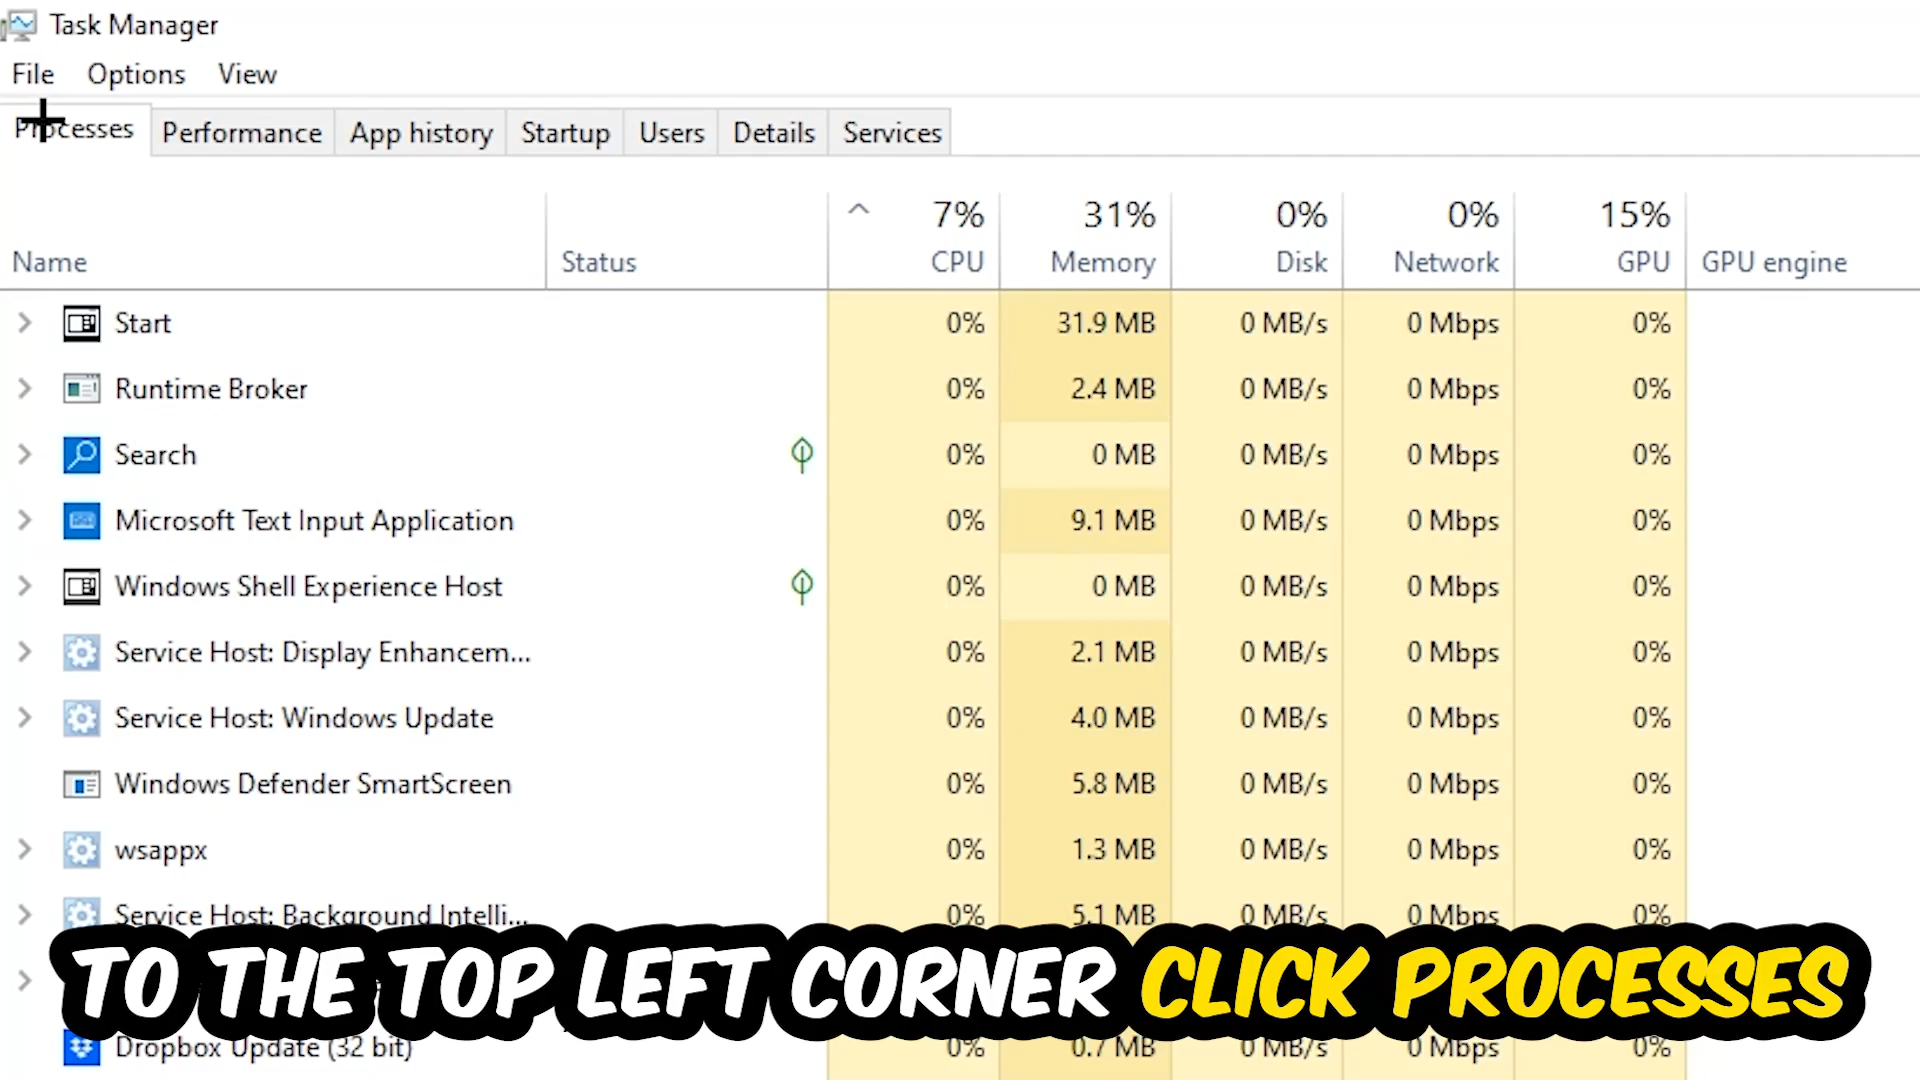 Task Manager
File Options View
Processes Performance App history Startup Users Details Services
7% 31% 0% 0% 15%
Name Status CPU Memory Disk Network GPU GPU engine
Start 0% 31.9 MB 0 MB/s 0 Mbps 0%
Runtime Broker 0% 2.4 MB 0 MB/s 0 Mbps 0%
Search 0% 0 MB 0 MB/s 0 Mbps 0%
Microsoft Text Input Application 0% 9.1 MB 0 MB/s 0 Mbps 0%
Windows Shell Experience Host 0% 0 MB 0 MB/s 0 Mbps 0%
Service Host: Display Enhancem... 0% 2.1 MB 0 MB/s 0 Mbps 0%
Service Host: Windows Update 0% 4.0 MB 0 MB/s 0 Mbps 0%
Windows Defender SmartScreen 0% 5.8 MB 0 MB/s 0 Mbps 0%
wsappx 0% 1.3 MB 0 MB/s 0 Mbps 0%
Service Host: Background Intelli... 0% 5.1 MB 0 MB/s 0 Mbps 0%
TO THE TOP LEFT CORNER CLICK PROCESSES
Dropbox Update (32 bit) 0% 0.7 MB 0 MB/s 0 Mbps 0%